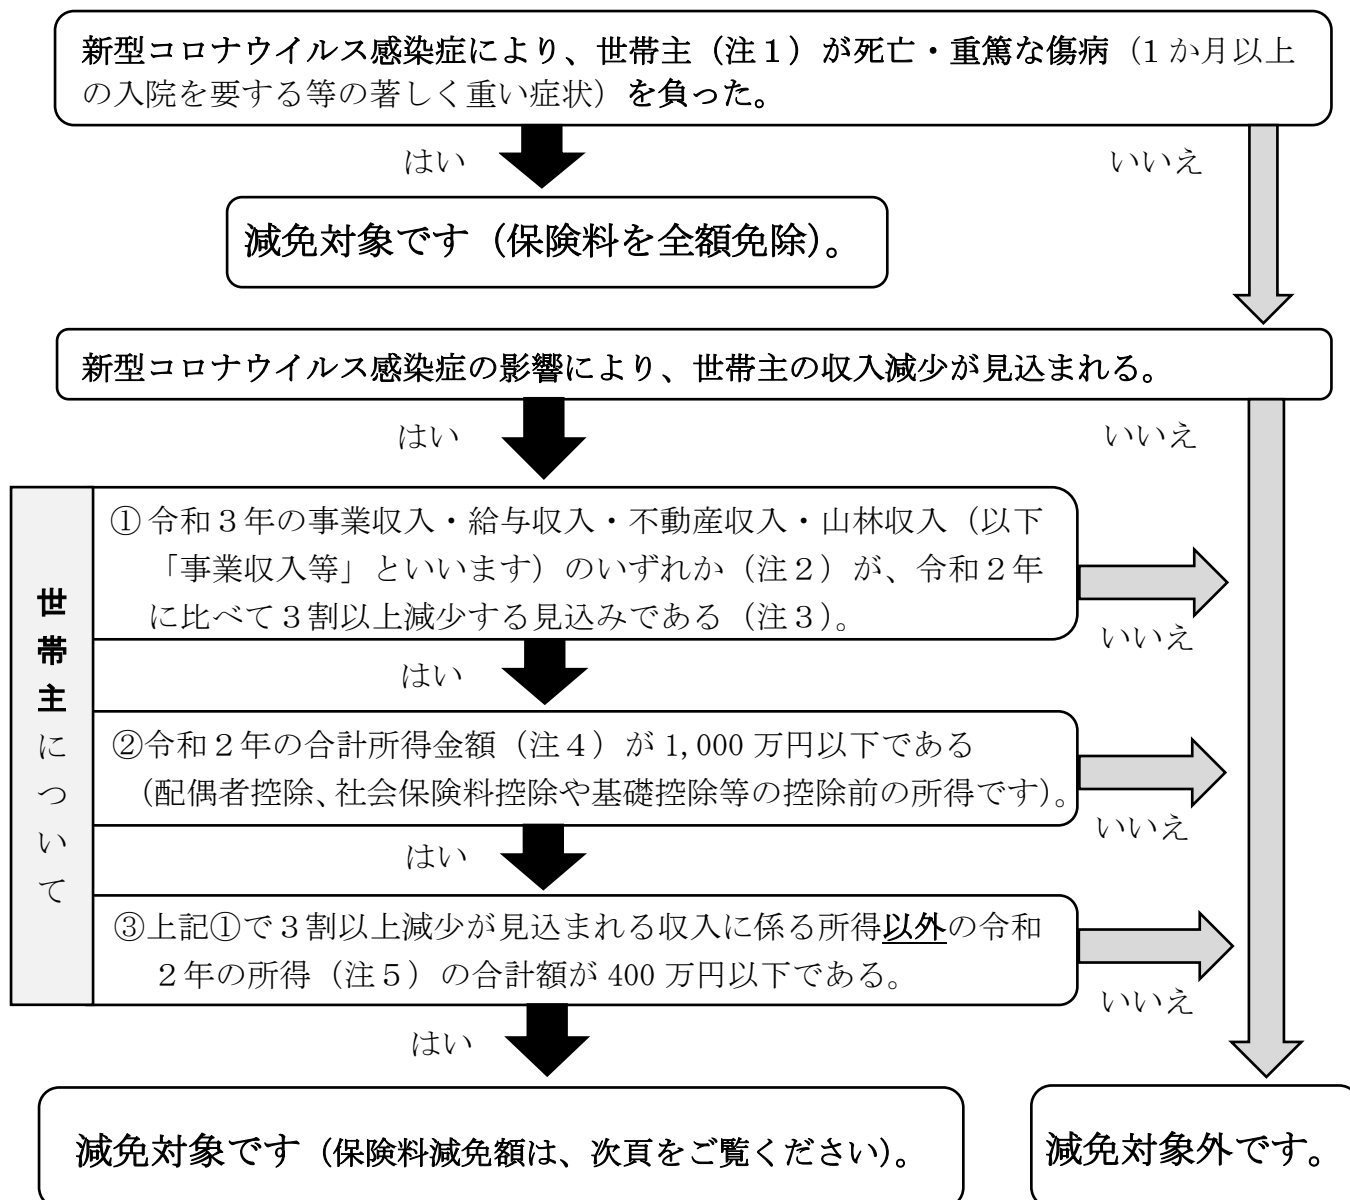 新型コロナウイルス感染症により、世帯主（注１）が死亡・重篤な傷病（1 か月以上
の入院を要する等の著しく重い症状）を負った。
はい
いいえ
減免対象です（保険料を全額免除）。
新型コロナウイルス感染症の影響により、世帯主の収入減少が見込まれる。
はい
いいえ
世帯主について
① 令和３年の事業収入・給与収入・不動産収入・山林収入（以下
「事業収入等」といいます）のいずれか（注２）が、令和２年
に比べて３割以上減少する見込みである（注３）。
いいえ
はい
②令和２年の合計所得金額（注４）が 1,000 万円以下である
（配偶者控除、社会保険料控除や基礎控除等の控除前の所得です）。
いいえ
はい
③上記①で３割以上減少が見込まれる収入に係る所得以外の令和
２年の所得（注５）の合計額が 400 万円以下である。
いいえ
はい
減免対象です（保険料減免額は、次頁をご覧ください）。
減免対象外です。